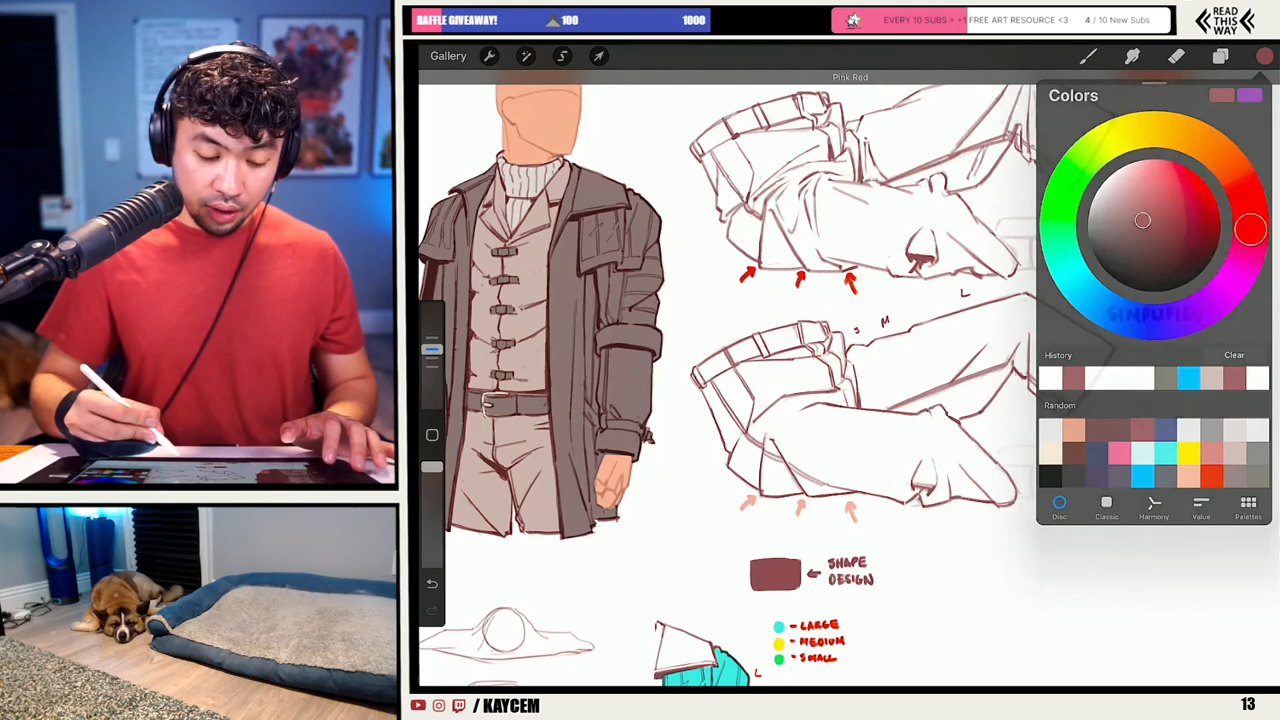 RAFFLE GIVEAWAY!
100
1000
EVERY 10 SUBS = +1 FREE ART RESOURCE <3
4 / 10 New Subs
READ
THIS
WAY
Gallery
Pink Red
Colors
SIMPLIFIED
History
Clear
Random
Disc
Classic
Harmony
Value
Palettes
L
S
M
SHAPE
DESIGN
- LARGE
- MEDIUM
- SMALL
L
/ KAYCEM
13